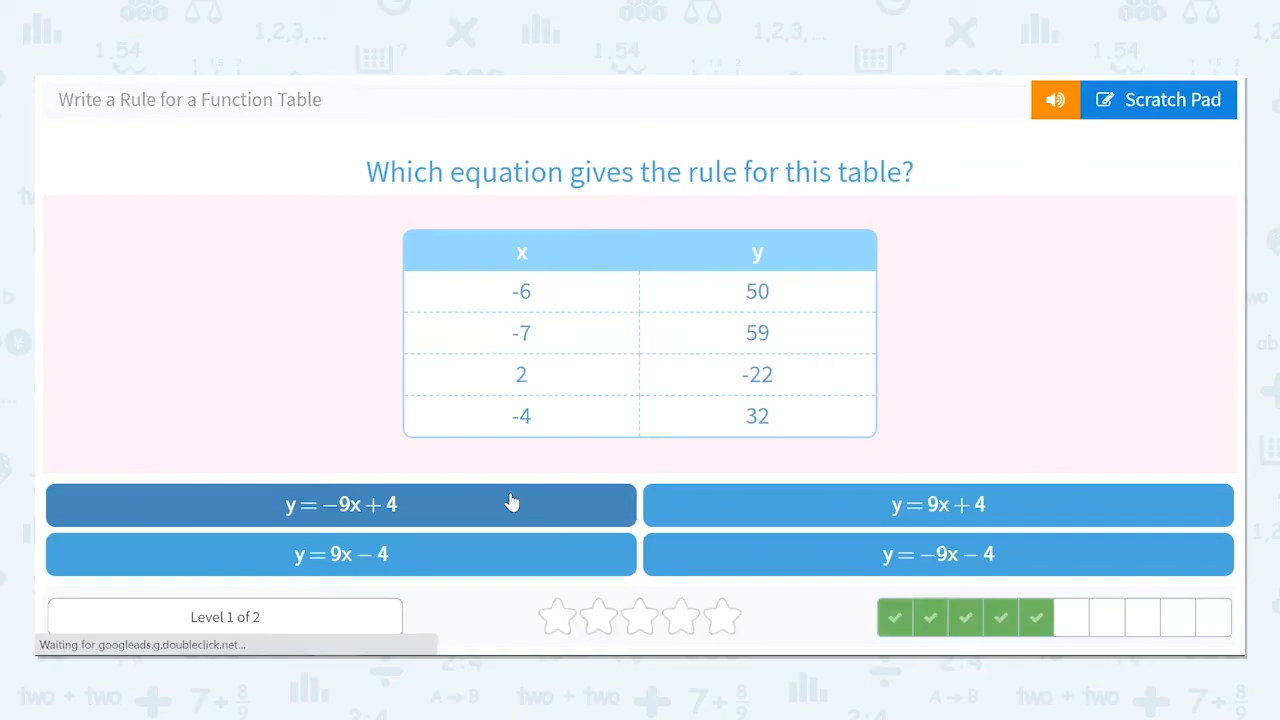 Write a Rule for a Function Table
Scratch Pad
Which equation gives the rule for this table?
x y
-6 50
-7 59
2 -22
-4 32
y = −9x + 4
y = 9x + 4
y = 9x − 4
y = −9x − 4
Level 1 of 2
Waiting for googleads.g.doubleclick.net...